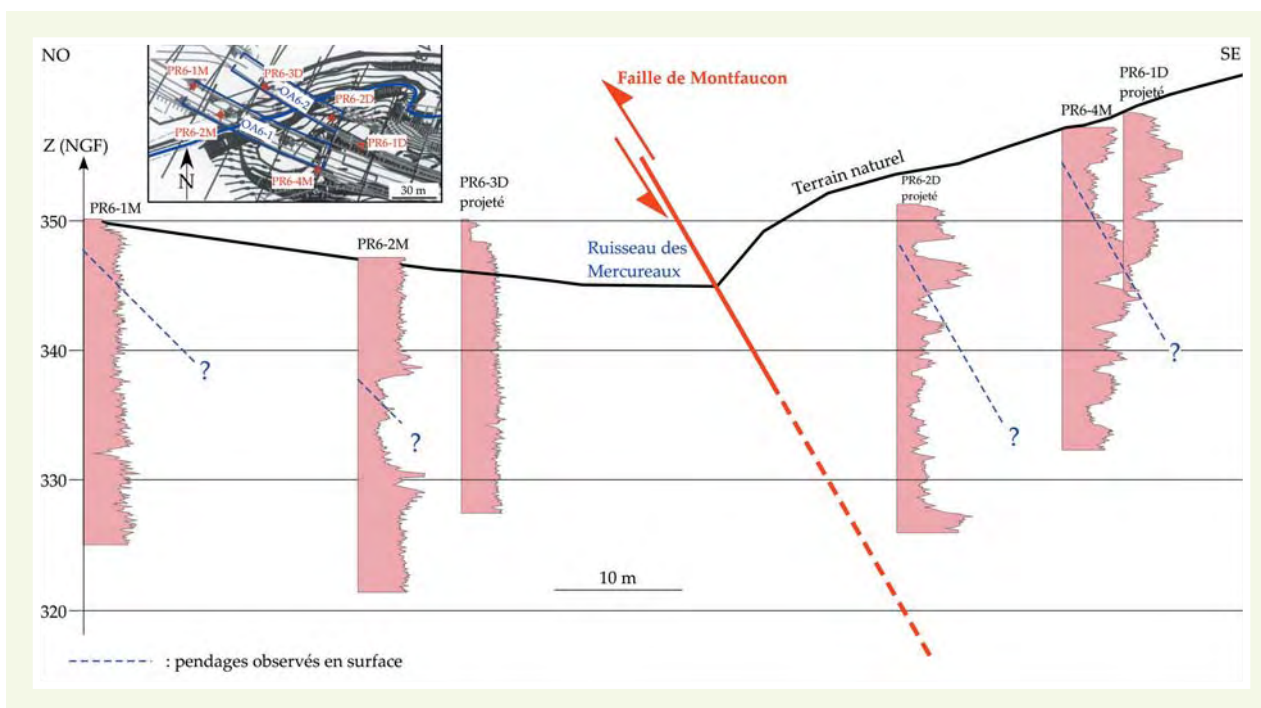 NO
SE
PR6-1M
PR6-3D
OA6-2
PR6-2D
PR6-2M
OA6-1
PR6-1D
PR6-4M
N
30 m
Faille de Montfaucon
PR6-1D
projeté
PR6-4M
Z (NGF)
PR6-3D
projeté
Terrain naturel
PR6-2D
projeté
350
PR6-1M
PR6-2M
Ruisseau des
Mercureaux
340
?
?
?
?
330
10 m
320
: pendages observés en surface